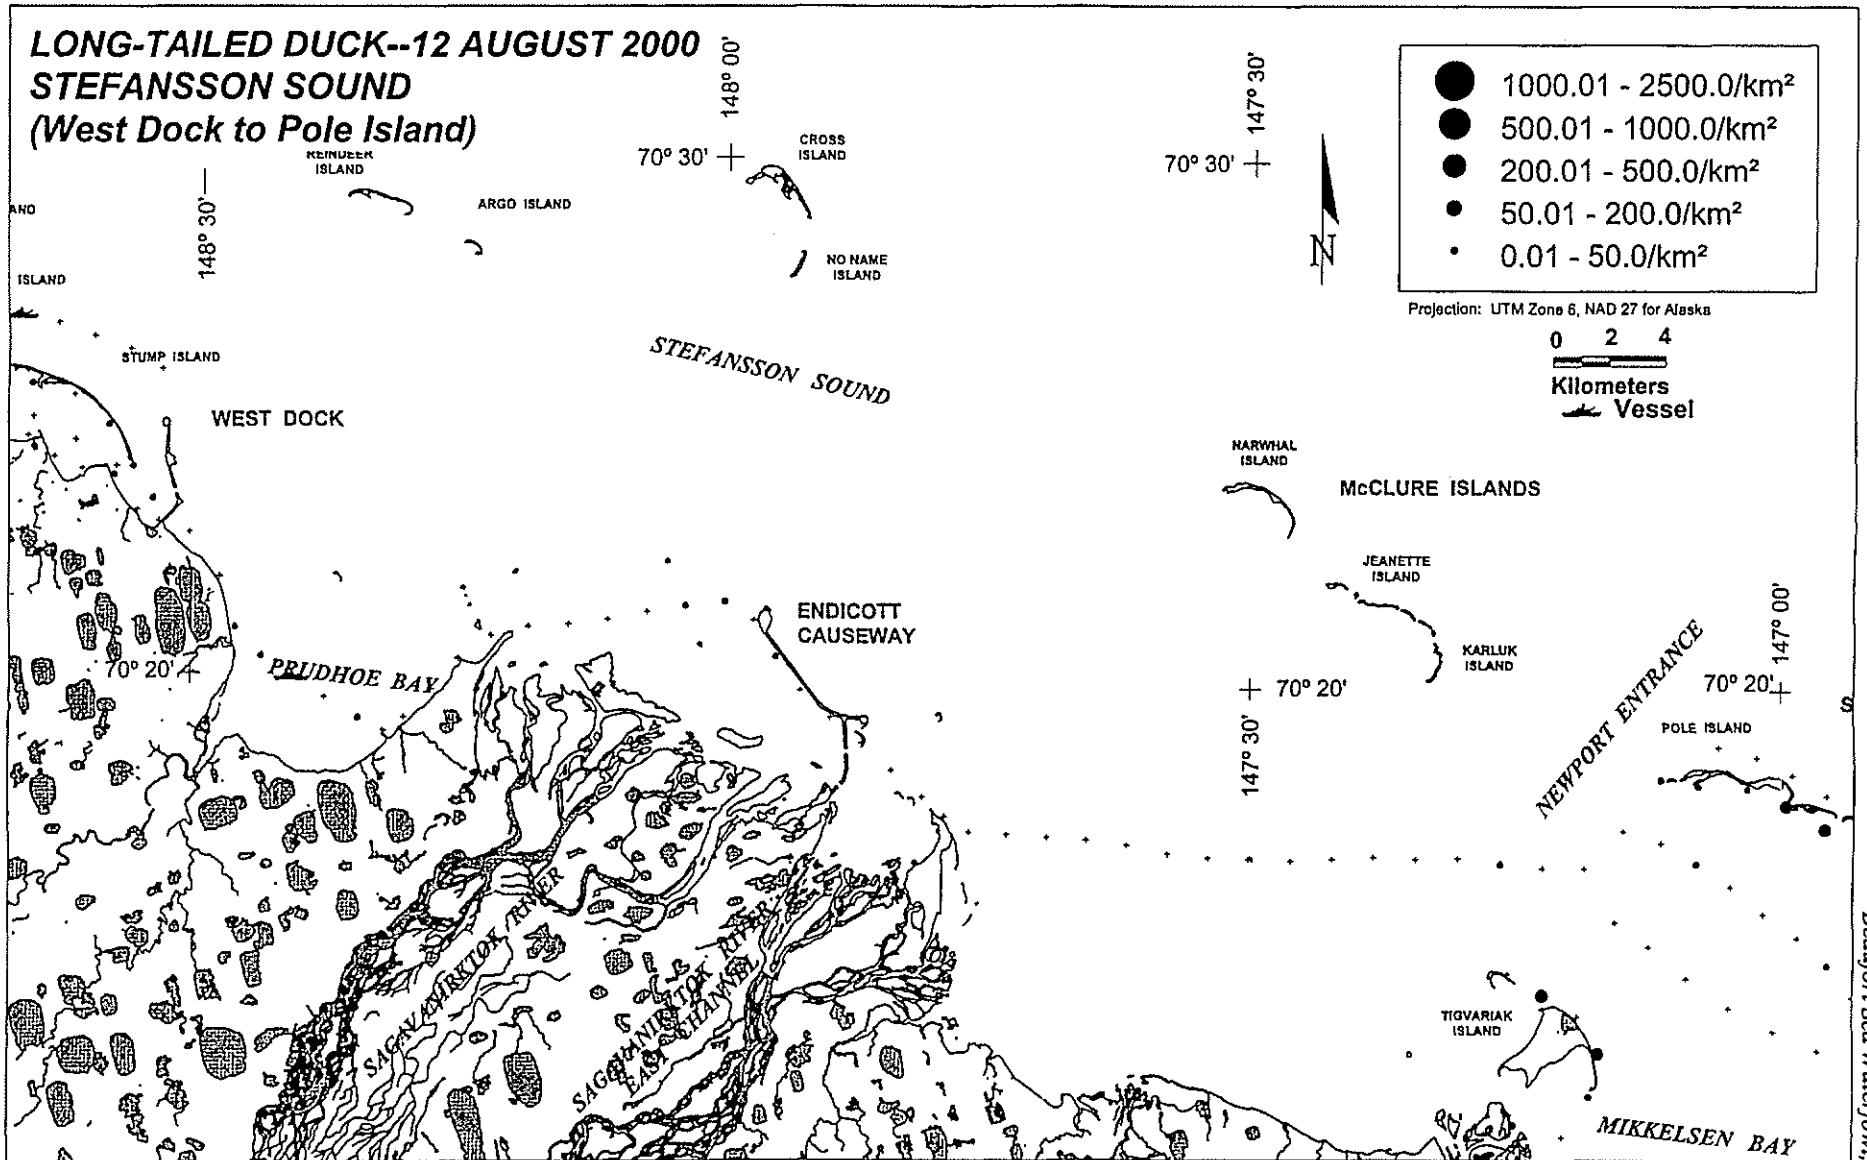 LONG-TAILED DUCK--12 AUGUST 2000
STEFANSSON SOUND
(West Dock to Pole Island)
148° 00'
147° 30'
1000.01 - 2500.0/km²
500.01 - 1000.0/km²
200.01 - 500.0/km²
50.01 - 200.0/km²
0.01 - 50.0/km²
REINDEER
ISLAND
70° 30'
CROSS
ISLAND
70° 30'
148° 30'
ARGO ISLAND
N
NO NAME
ISLAND
ISLAND
Projection: UTM Zone 6, NAD 27 for Alaska
0 2 4
Kilometers
Vessel
STUMP ISLAND
STEFANSSON SOUND
WEST DOCK
NARWHAL
ISLAND
McCLURE ISLANDS
JEANETTE
ISLAND
ENDICOTT
CAUSEWAY
147° 00'
KARLUK
ISLAND
70° 20'
PRUDHOE BAY
70° 20'
70° 20'
147° 30'
NEWPORT ENTRANCE
POLE ISLAND
SAGAVANIRKTOK RIVER
SAGAVANIRKTOK RIVER
EAST CHANNEL
TIGVARIAK
ISLAND
MIKKELSEN BAY